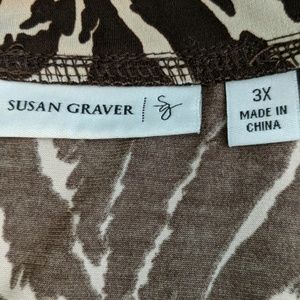 SUSAN GRAVER sg
3X
MADE IN
CHINA